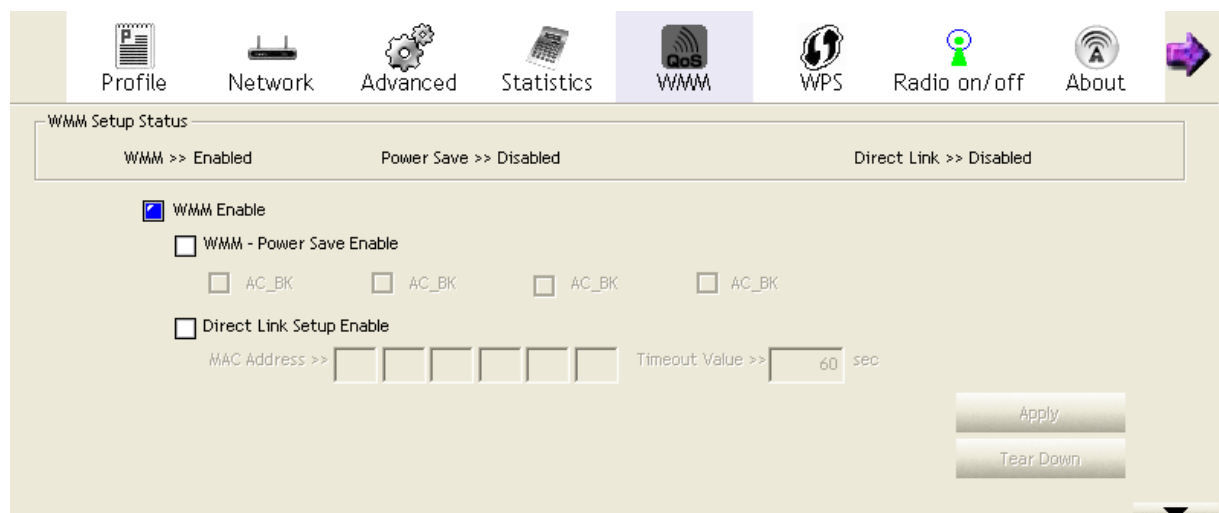 P=
Profile Network Advanced Statistics QoS WMM WPS Radio on/off About
WMM Setup Status
WMM >> Enabled Power Save >> Disabled Direct Link >> Disabled
WMM Enable
WMM - Power Save Enable
AC_BK AC_BK AC_BK AC_BK
Direct Link Setup Enable
MAC Address >> Timeout Value >> 60 sec
Apply
Tear Down